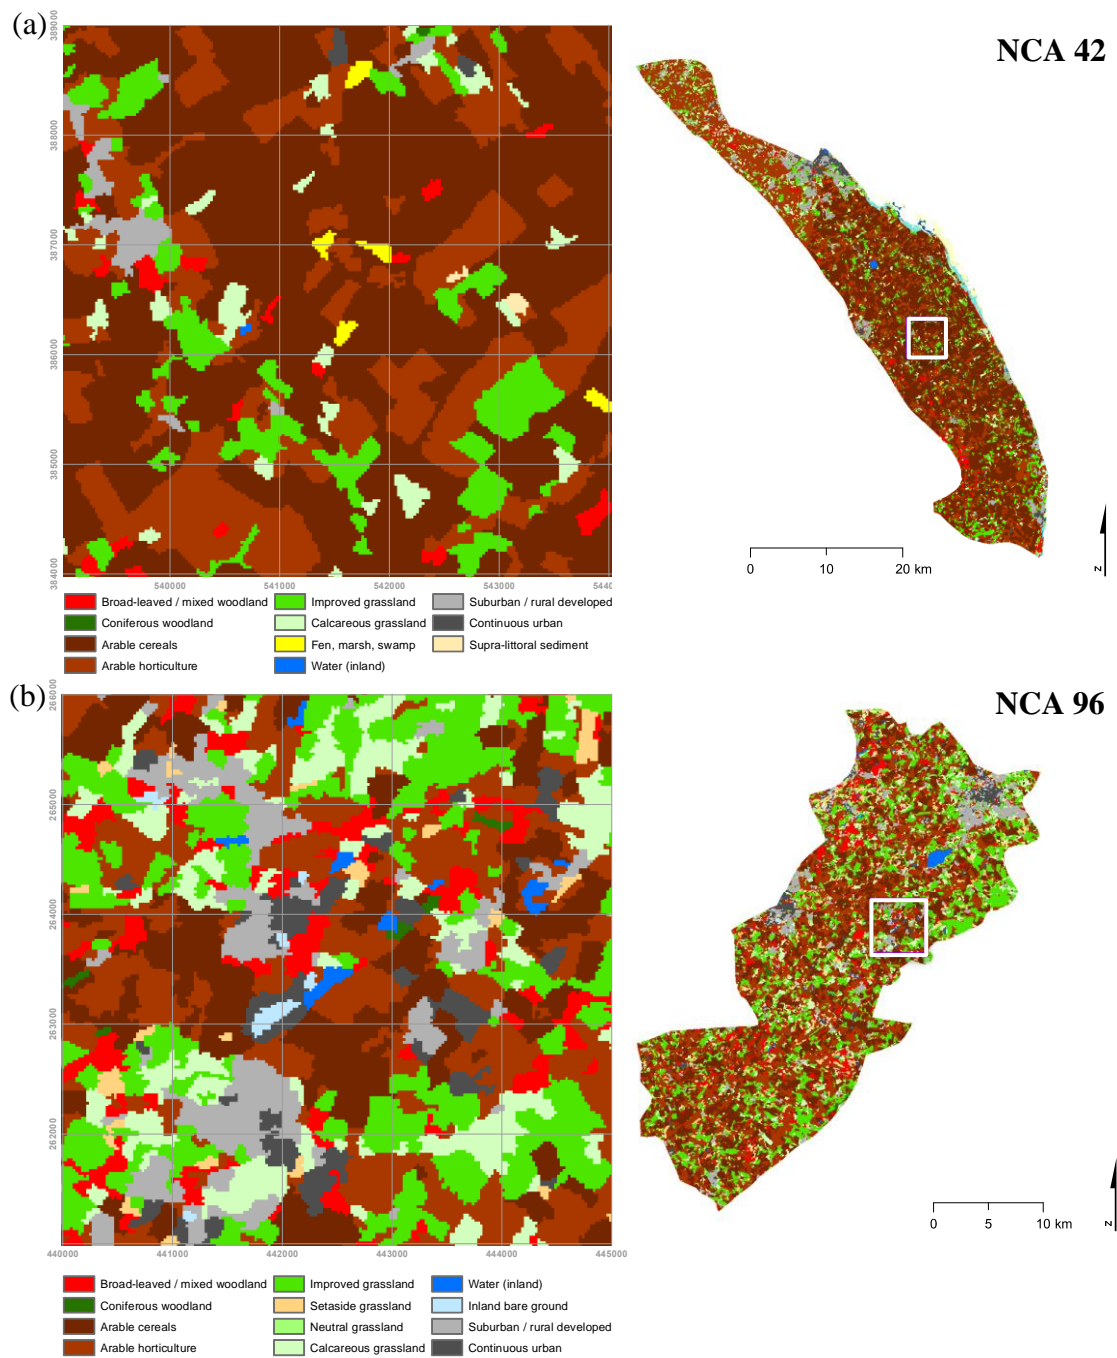 (a)
NCA 42
389000
388000
387000
386000
385000
384000
540000
541000
542000
543000
5440
0
10
20 km
N
Broad-leaved / mixed woodland
Improved grassland
Suburban / rural developed
Coniferous woodland
Calcareous grassland
Continuous urban
Arable cereals
Fen, marsh, swamp
Supra-littoral sediment
Arable horticulture
Water (inland)
(b)
NCA 96
266000
265000
264000
263000
262000
440000
441000
442000
443000
444000
445000
0
5
10 km
N
Broad-leaved / mixed woodland
Improved grassland
Water (inland)
Coniferous woodland
Setaside grassland
Inland bare ground
Arable cereals
Neutral grassland
Suburban / rural developed
Arable horticulture
Calcareous grassland
Continuous urban